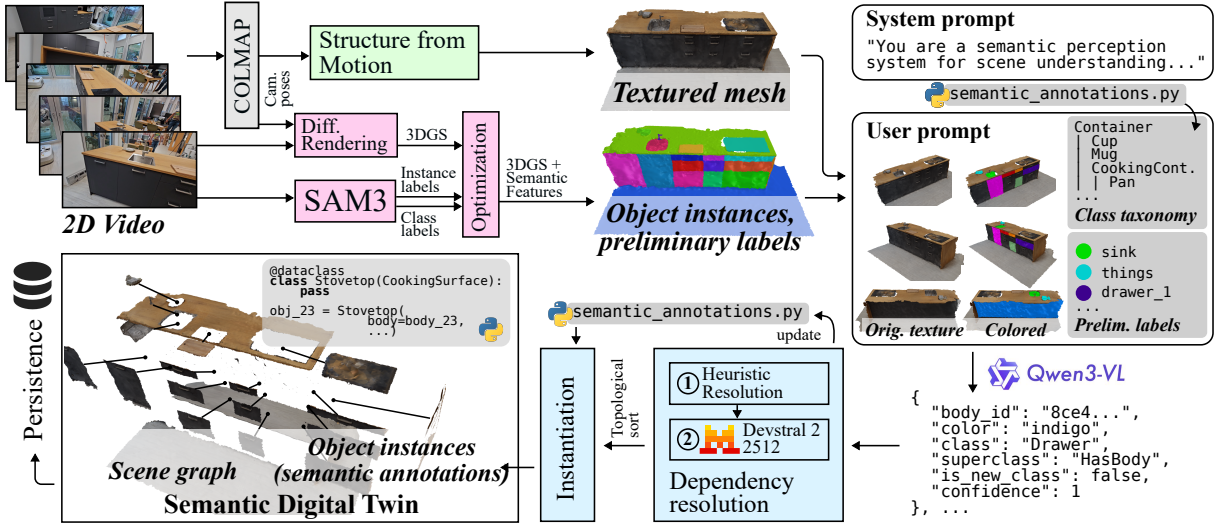 2D Video
COLMAP
Cam.
poses
Structure from
Motion
Diff.
Rendering
3DGS
SAM3
Instance
labels
Class
labels
Optimization
3DGS +
Semantic
Features
Textured mesh
Object instances,
preliminary labels
System prompt
"You are a semantic perception
system for scene understanding..."
semantic_annotations.py
User prompt
Container
| Cup
| Mug
| CookingCont.
| | Pan
...
Class taxonomy
sink
things
drawer_1
...
Prelim. labels
Orig. texture
Colored
Qwen3-VL
{
"body_id": "8ce4...",
"color": "indigo",
"class": "Drawer",
"superclass": "HasBody",
"is_new_class": false,
"confidence": 1
}, ...
semantic_annotations.py
update
1 Heuristic
Resolution
2 Devstral 2
2512
Dependency
resolution
Topological
sort
Instantiation
@dataclass
class Stovetop(CookingSurface):
pass
obj_23 = Stovetop(
body=body_23,
...)
Scene graph
Object instances
(semantic annotations)
Semantic Digital Twin
Persistence